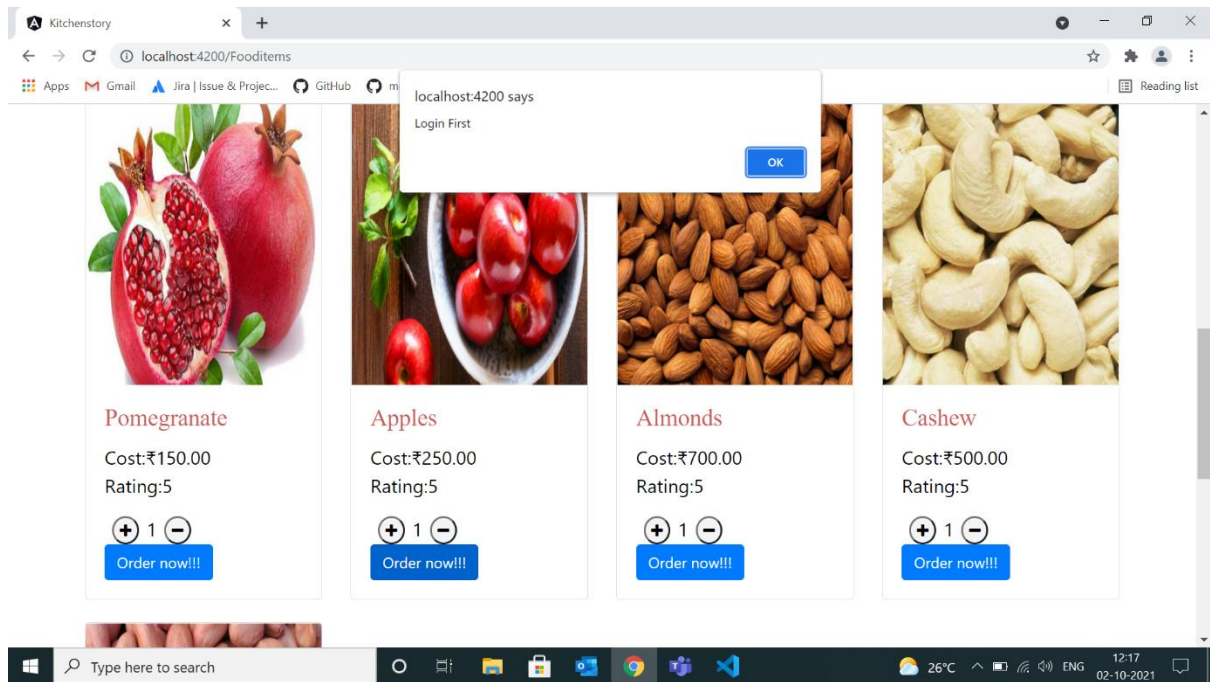 Kitchenstory
localhost:4200/Fooditems
Apps Gmail Jira | Issue & Projec... GitHub m
Reading list
localhost:4200 says
Login First
OK
Pomegranate
Cost:₹150.00
Rating:5
1
Order now!!!
Apples
Cost:₹250.00
Rating:5
1
Order now!!!
Almonds
Cost:₹700.00
Rating:5
1
Order now!!!
Cashew
Cost:₹500.00
Rating:5
1
Order now!!!
Type here to search
26°C ENG
12:17
02-10-2021